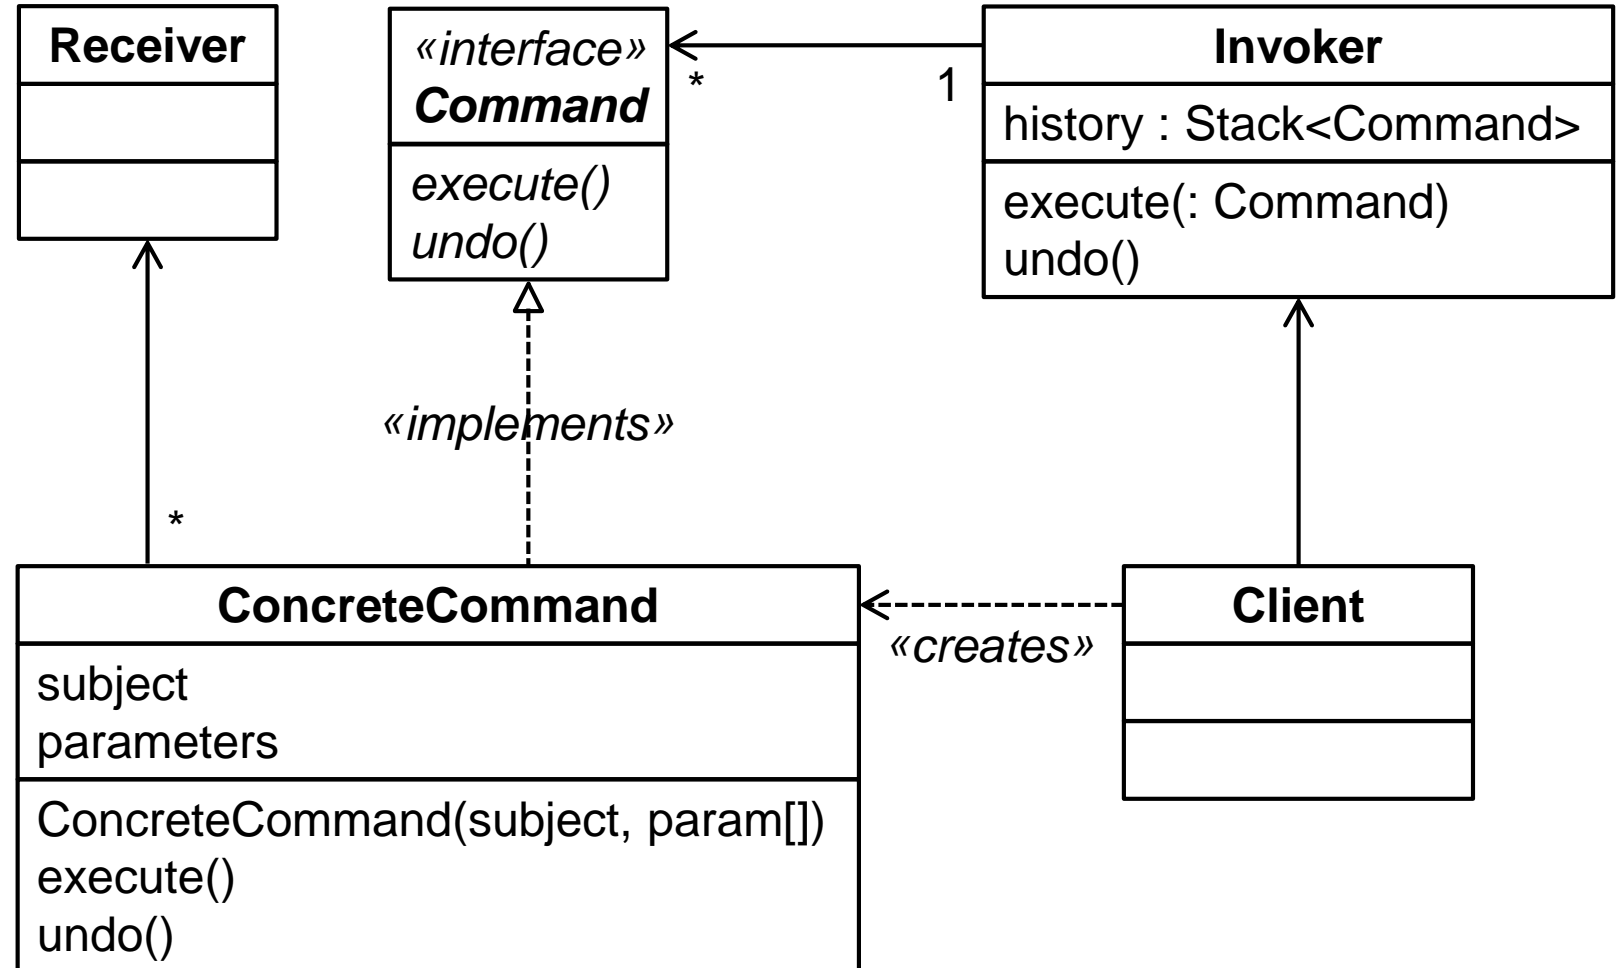 Receiver
«interface»
Command
execute()
undo()
*
1
Invoker
history : Stack<Command>
execute(: Command)
undo()
«implements»
*
ConcreteCommand
subject
parameters
ConcreteCommand(subject, param[])
execute()
undo()
«creates»
Client